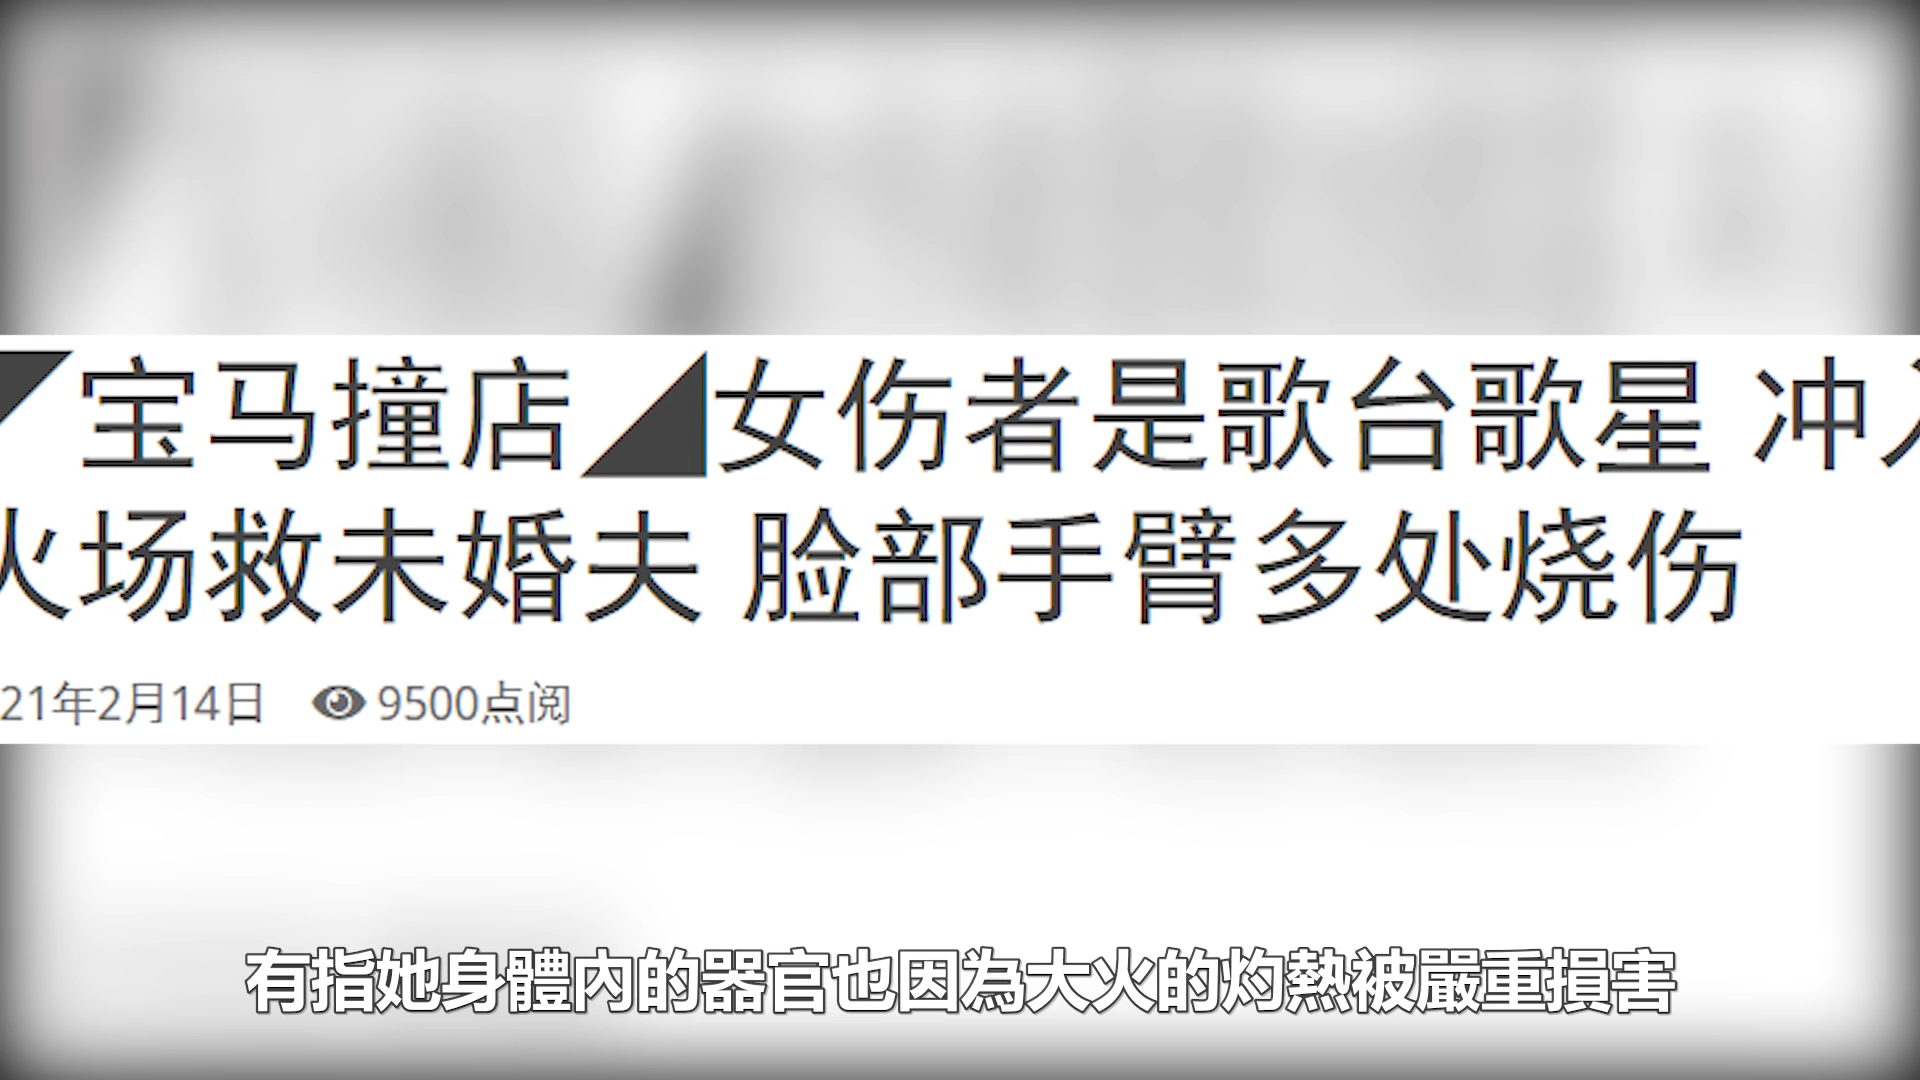 ◤宝马撞店◢女伤者是歌台歌星 冲入
火场救未婚夫 脸部手臂多处烧伤
21年2月14日 9500点阅
有指她身體內的器官也因為大火的灼熱被嚴重損害